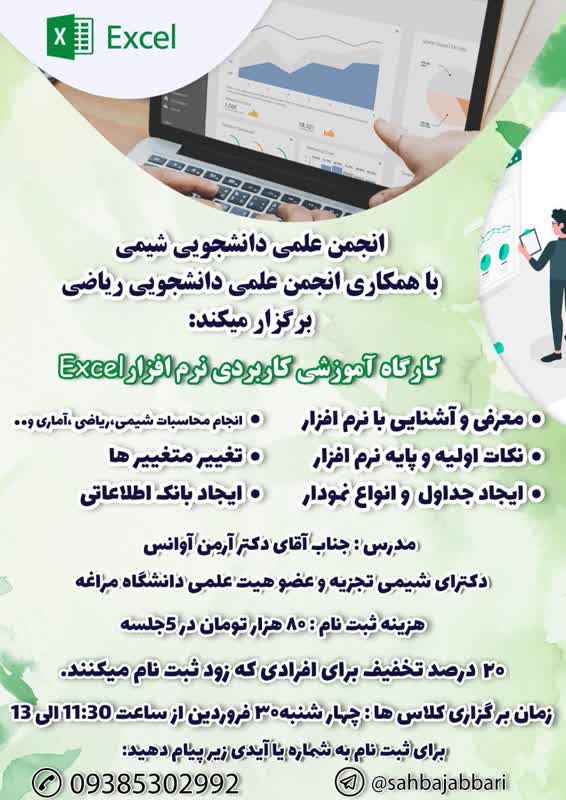 Excel
انجمن علمی دانشجویی شیمی
با همکاری انجمن علمی دانشجویی ریاضی
برگزار میکند:
کارگاه آموزشی کاربردی نرم افزار Excel
• معرفی و آشنایی با نرم افزار
• نکات اولیه و پایه نرم افزار
• ایجاد جداول و انواع نمودار
• انجام محاسبات شیمی،ریاضی ،آماری و..
• تغییر متغییر ها
• ایجاد بانک اطلاعاتی
مدرس : جناب آقای دکتر آرمن آوانس
دکترای شیمی تجزیه و عضو هیت علمی دانشگاه مراغه
هزینه ثبت نام : ۸۰ هزار تومان در 5جلسه
۲۰ درصد تخفیف برای افرادی که زود ثبت نام میکنند.
زمان برگزاری کلاس ها : چهار شنبه۳۰ فروردین از ساعت 11:30 الی 13
برای ثبت نام به شماره یا آیدی زیر پیام دهید:
09385302992
@sahbajabbari